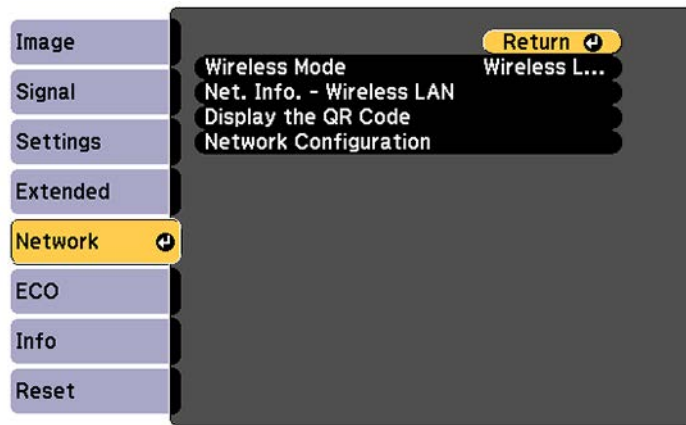 Image
Signal
Settings
Extended
Network
ECO
Info
Reset
Return
Wireless Mode Wireless L...
Net. Info. - Wireless LAN
Display the QR Code
Network Configuration